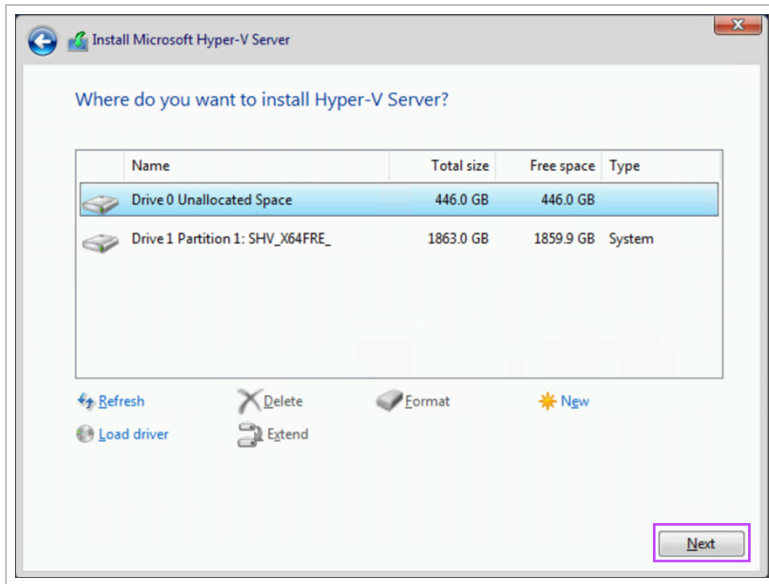 Install Microsoft Hyper-V Server
Where do you want to install Hyper-V Server?
Name Total size Free space Type
Drive 0 Unallocated Space 446.0 GB 446.0 GB
Drive 1 Partition 1: SHV_X64FRE_ 1863.0 GB 1859.9 GB System
Refresh Delete Format New
Load driver Extend
Next